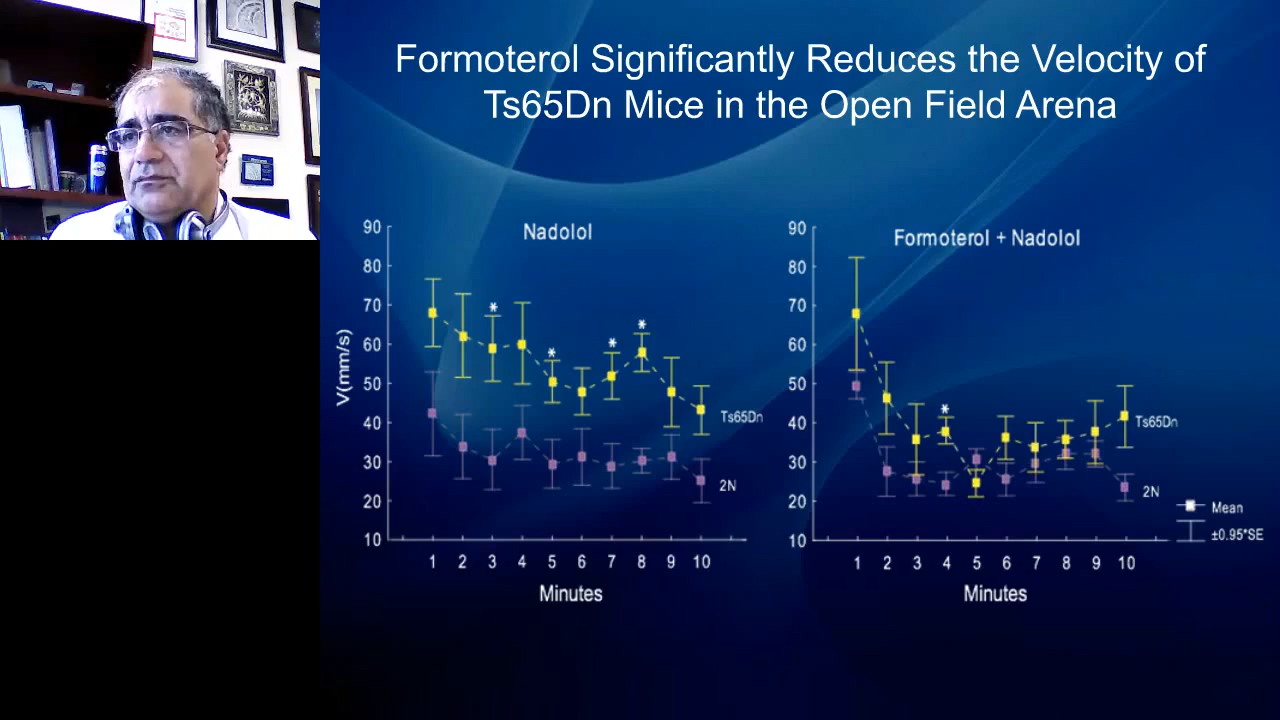 Formoterol Significantly Reduces the Velocity of
Ts65Dn Mice in the Open Field Arena
Nadolol
90
80
70
60
50
40
30
20
10
V(mm/s)
*
*
*
*
Ts65Dn
2N
1 2 3 4 5 6 7 8 9 10
Minutes
Formoterol + Nadolol
90
80
70
60
50
40
30
20
10
*
Ts65Dn
2N
1 2 3 4 5 6 7 8 9 10
Minutes
Mean
±0.95*SE